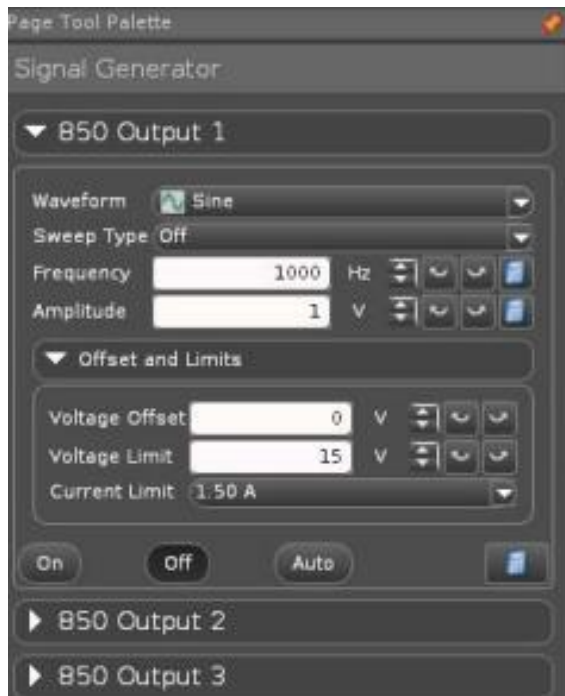 Page Tool Palette
Signal Generator
850 Output 1
Waveform Sine
Sweep Type Off
Frequency 1000 Hz
Amplitude 1 V
Offset and Limits
Voltage Offset 0 V
Voltage Limit 15 V
Current Limit 1.50 A
On Off Auto
850 Output 2
850 Output 3